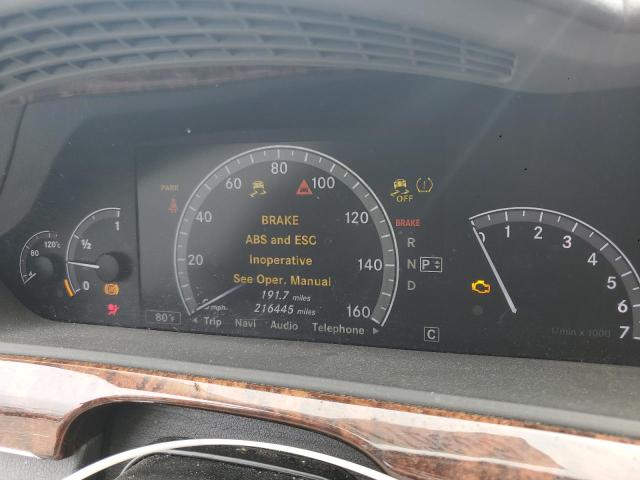 80
60
100
PARK
OFF
120°C
80
40
120
1
BRAKE
BRAKE
0
1
2
3
4
5
6
7
½
ABS and ESC
R
20
Inoperative
140
N
P
0
See Oper. Manual
D
191.7 miles
mph
216445 miles
160
80°F
Trip Navi Audio Telephone
C
1/min x 1000